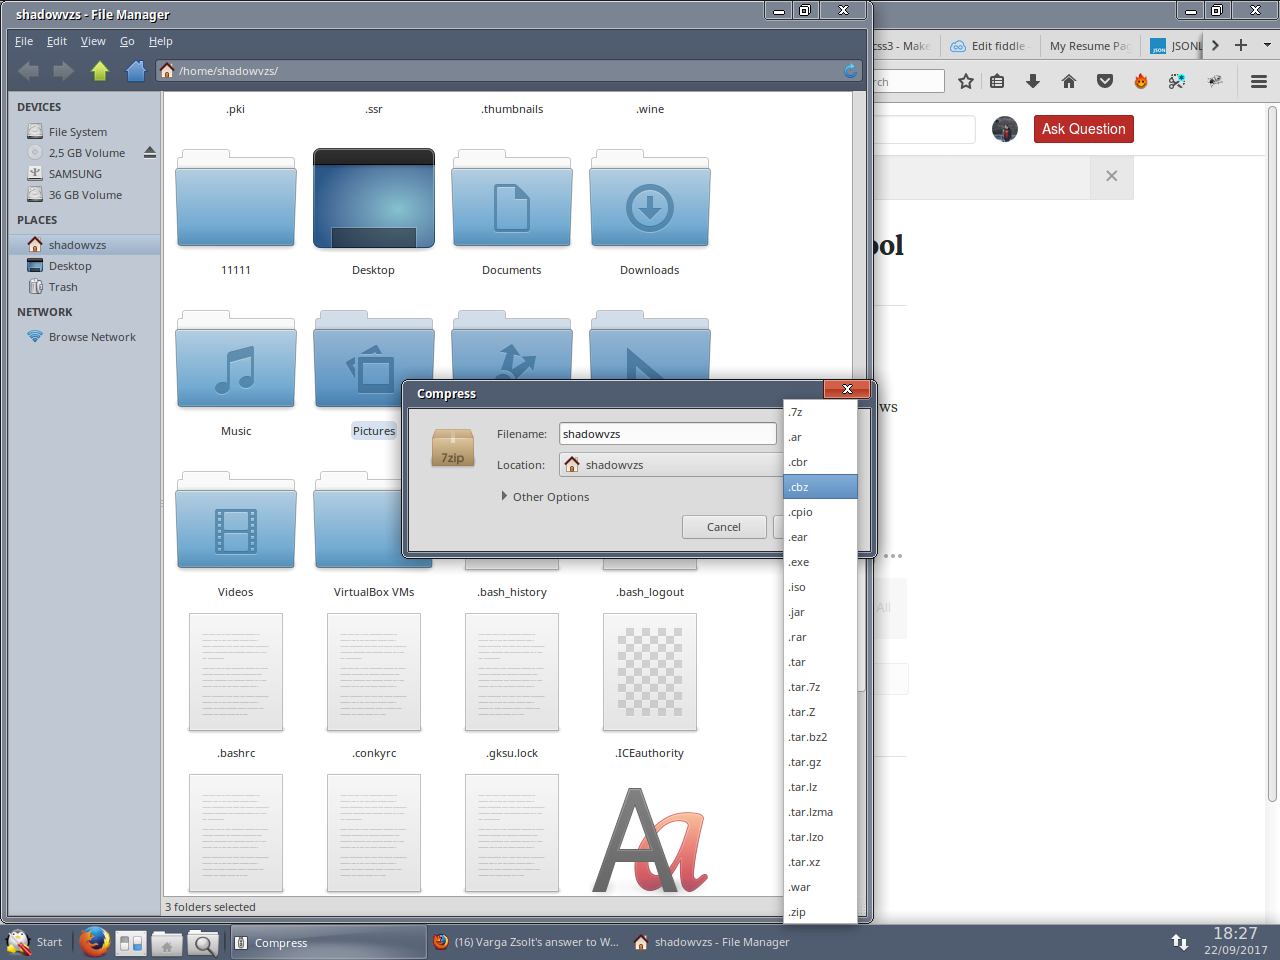 shadowvzs - File Manager
File Edit View Go Help
css3 - Make
Edit fiddle -
My Resume Pag
JSON
JSONL
/home/shadowvzs/
rch
DEVICES
File System
2,5 GB Volume
SAMSUNG
36 GB Volume
PLACES
shadowvzs
Desktop
Trash
NETWORK
Browse Network
.pki .ssr .thumbnails .wine
Ask Question
11111 Desktop Documents Downloads
ool
Music Pictures
ws
Compress
7zip
Filename: shadowvzs
Location: shadowvzs
Other Options
Cancel
.7z
.ar
.cbr
.cbz
.cpio
.ear
.exe
.iso
.jar
.rar
.tar
.tar.7z
.tar.Z
.tar.bz2
.tar.gz
.tar.lz
.tar.lzma
.tar.lzo
.tar.xz
.war
.zip
All
Videos VirtualBox VMs .bash_history .bash_logout
.bashrc .conkyrc .gksu.lock .ICEauthority
Aa
3 folders selected
Start
Compress
(16) Varga Zsolt's answer to W...
shadowvzs - File Manager
18:27
22/09/2017